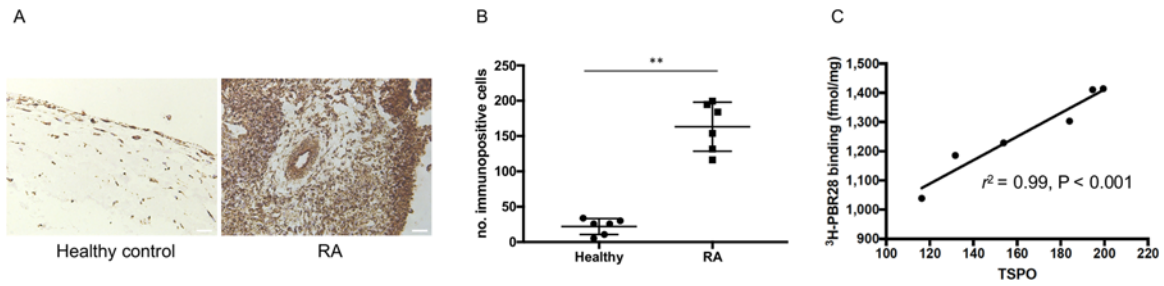 A
Healthy control
RA
B
no. immunopositive cells
250
200
150
100
50
0
**
Healthy
RA
C
³H-PBR28 binding (fmol/mg)
1,500
1,400
1,300
1,200
1,100
1,000
900
r² = 0.99, P < 0.001
100
120
140
160
180
200
220
TSPO